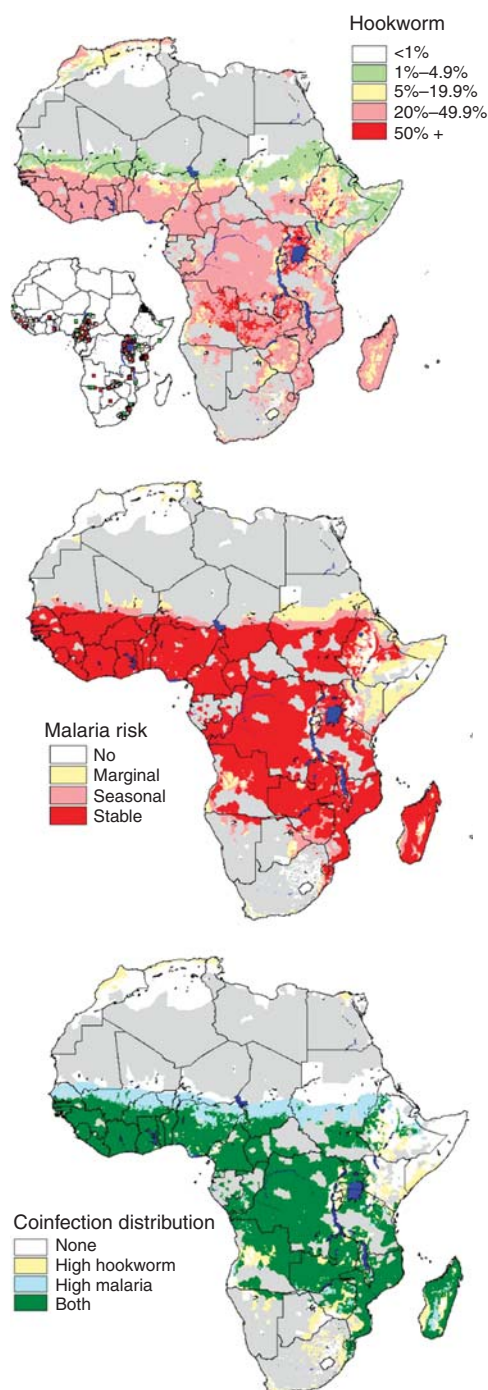 Hookworm
<1%
1%–4.9%
5%–19.9%
20%–49.9%
50% +
Malaria risk
No
Marginal
Seasonal
Stable
Coinfection distribution
None
High hookworm
High malaria
Both